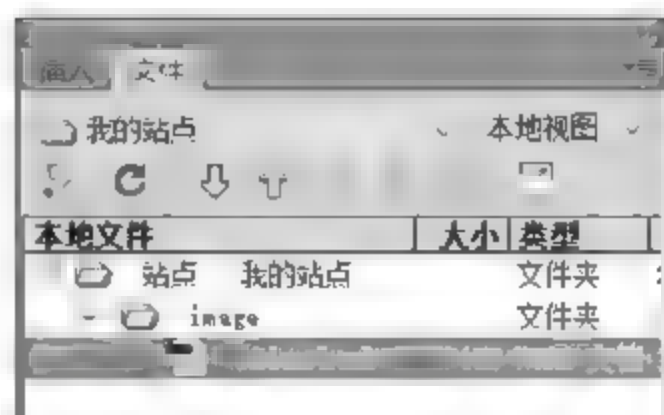 插入 文件
我的站点 本地视图
本地文件 大小 类型
站点 我的站点 文件夹
image 文件夹